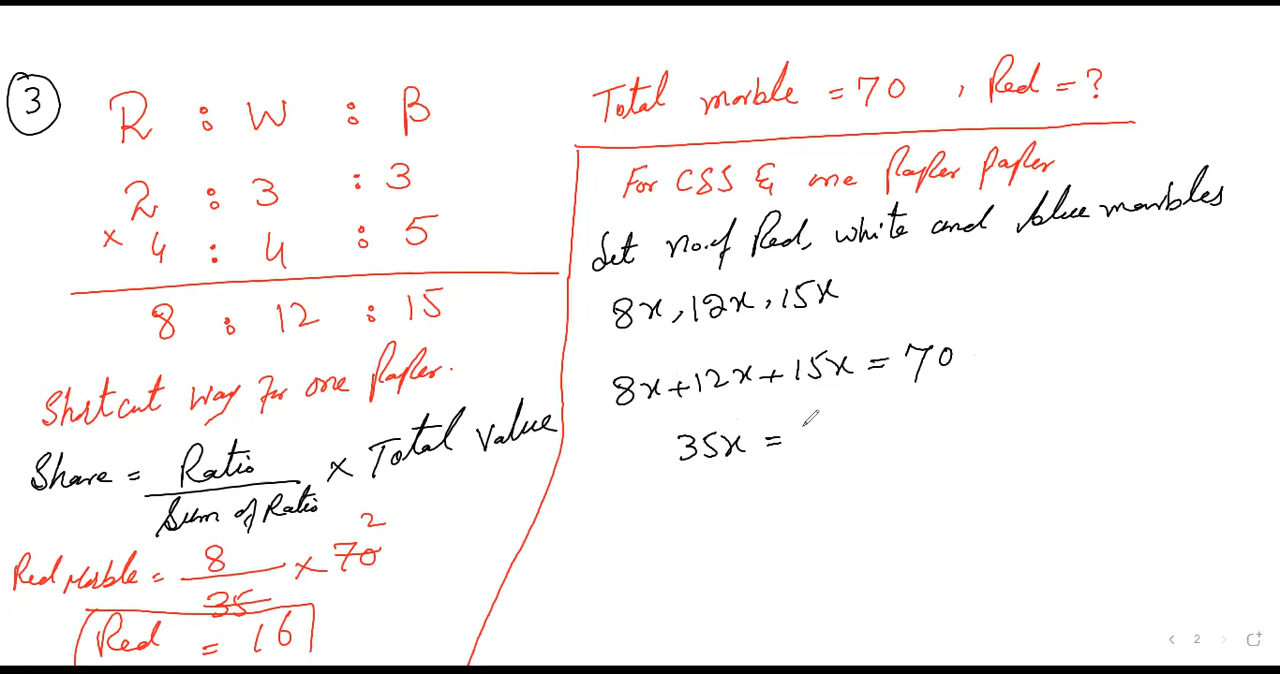 3
R : W : B
2 : 3 : 3
× 4 : 4 : 5
8 : 12 : 15
Shortcut way for one Paper.
Share = Ratio / Sum of Ratio × Total Value
Red Marble = 8 / 35 × 70 2
Red = 16
Total marble = 70 , Red = ?
For CSS & one Papler Papler
Let no. of Red, white and blue marbles
8x , 12x , 15x
8x + 12x + 15x = 70
35x =
2